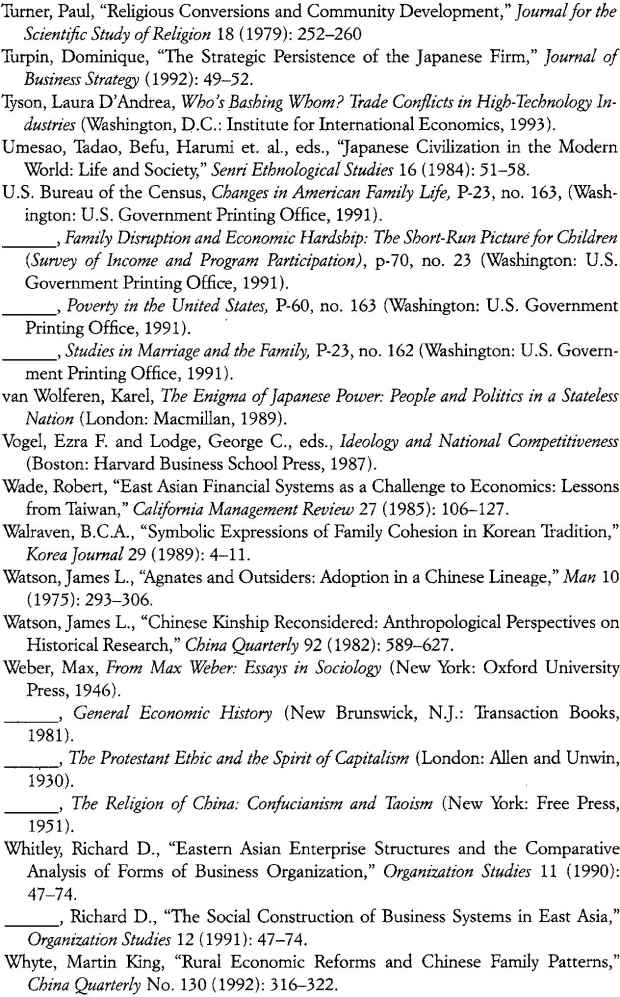 Turner, Paul, “Religious Conversions and Community Development,” Journal for the
Scientific Study of Religion 18 (1979): 252–260
Turpin, Dominique, “The Strategic Persistence of the Japanese Firm,” Journal of
Business Strategy (1992): 49–52.
Tyson, Laura D’Andrea, Who’s Bashing Whom? Trade Conflicts in High-Technology In-
dustries (Washington, D.C.: Institute for International Economics, 1993).
Umesao, Tadao, Befu, Harumi et. al., eds., “Japanese Civilization in the Modern
World: Life and Society,” Senri Ethnological Studies 16 (1984): 51–58.
U.S. Bureau of the Census, Changes in American Family Life, P-23, no. 163, (Wash-
ington: U.S. Government Printing Office, 1991).
______, Family Disruption and Economic Hardship: The Short-Run Picture for Children
(Survey of Income and Program Participation), p-70, no. 23 (Washington: U.S.
Government Printing Office, 1991).
______, Poverty in the United States, P-60, no. 163 (Washington: U.S. Government
Printing Office, 1991).
______, Studies in Marriage and the Family, P-23, no. 162 (Washington: U.S. Govern-
ment Printing Office, 1991).
van Wolferen, Karel, The Enigma of Japanese Power: People and Politics in a Stateless
Nation (London: Macmillan, 1989).
Vogel, Ezra F. and Lodge, George C., eds., Ideology and National Competitiveness
(Boston: Harvard Business School Press, 1987).
Wade, Robert, “East Asian Financial Systems as a Challenge to Economics: Lessons
from Taiwan,” California Management Review 27 (1985): 106–127.
Walraven, B.C.A., “Symbolic Expressions of Family Cohesion in Korean Tradition,”
Korea Journal 29 (1989): 4–11.
Watson, James L., “Agnates and Outsiders: Adoption in a Chinese Lineage,” Man 10
(1975): 293–306.
Watson, James L., “Chinese Kinship Reconsidered: Anthropological Perspectives on
Historical Research,” China Quarterly 92 (1982): 589–627.
Weber, Max, From Max Weber: Essays in Sociology (New York: Oxford University
Press, 1946).
______, General Economic History (New Brunswick, N.J.: Transaction Books,
1981).
______, The Protestant Ethic and the Spirit of Capitalism (London: Allen and Unwin,
1930).
______, The Religion of China: Confucianism and Taoism (New York: Free Press,
1951).
Whitley, Richard D., “Eastern Asian Enterprise Structures and the Comparative
Analysis of Forms of Business Organization,” Organization Studies 11 (1990):
47–74.
______, Richard D., “The Social Construction of Business Systems in East Asia,”
Organization Studies 12 (1991): 47–74.
Whyte, Martin King, “Rural Economic Reforms and Chinese Family Patterns,”
China Quarterly No. 130 (1992): 316–322.